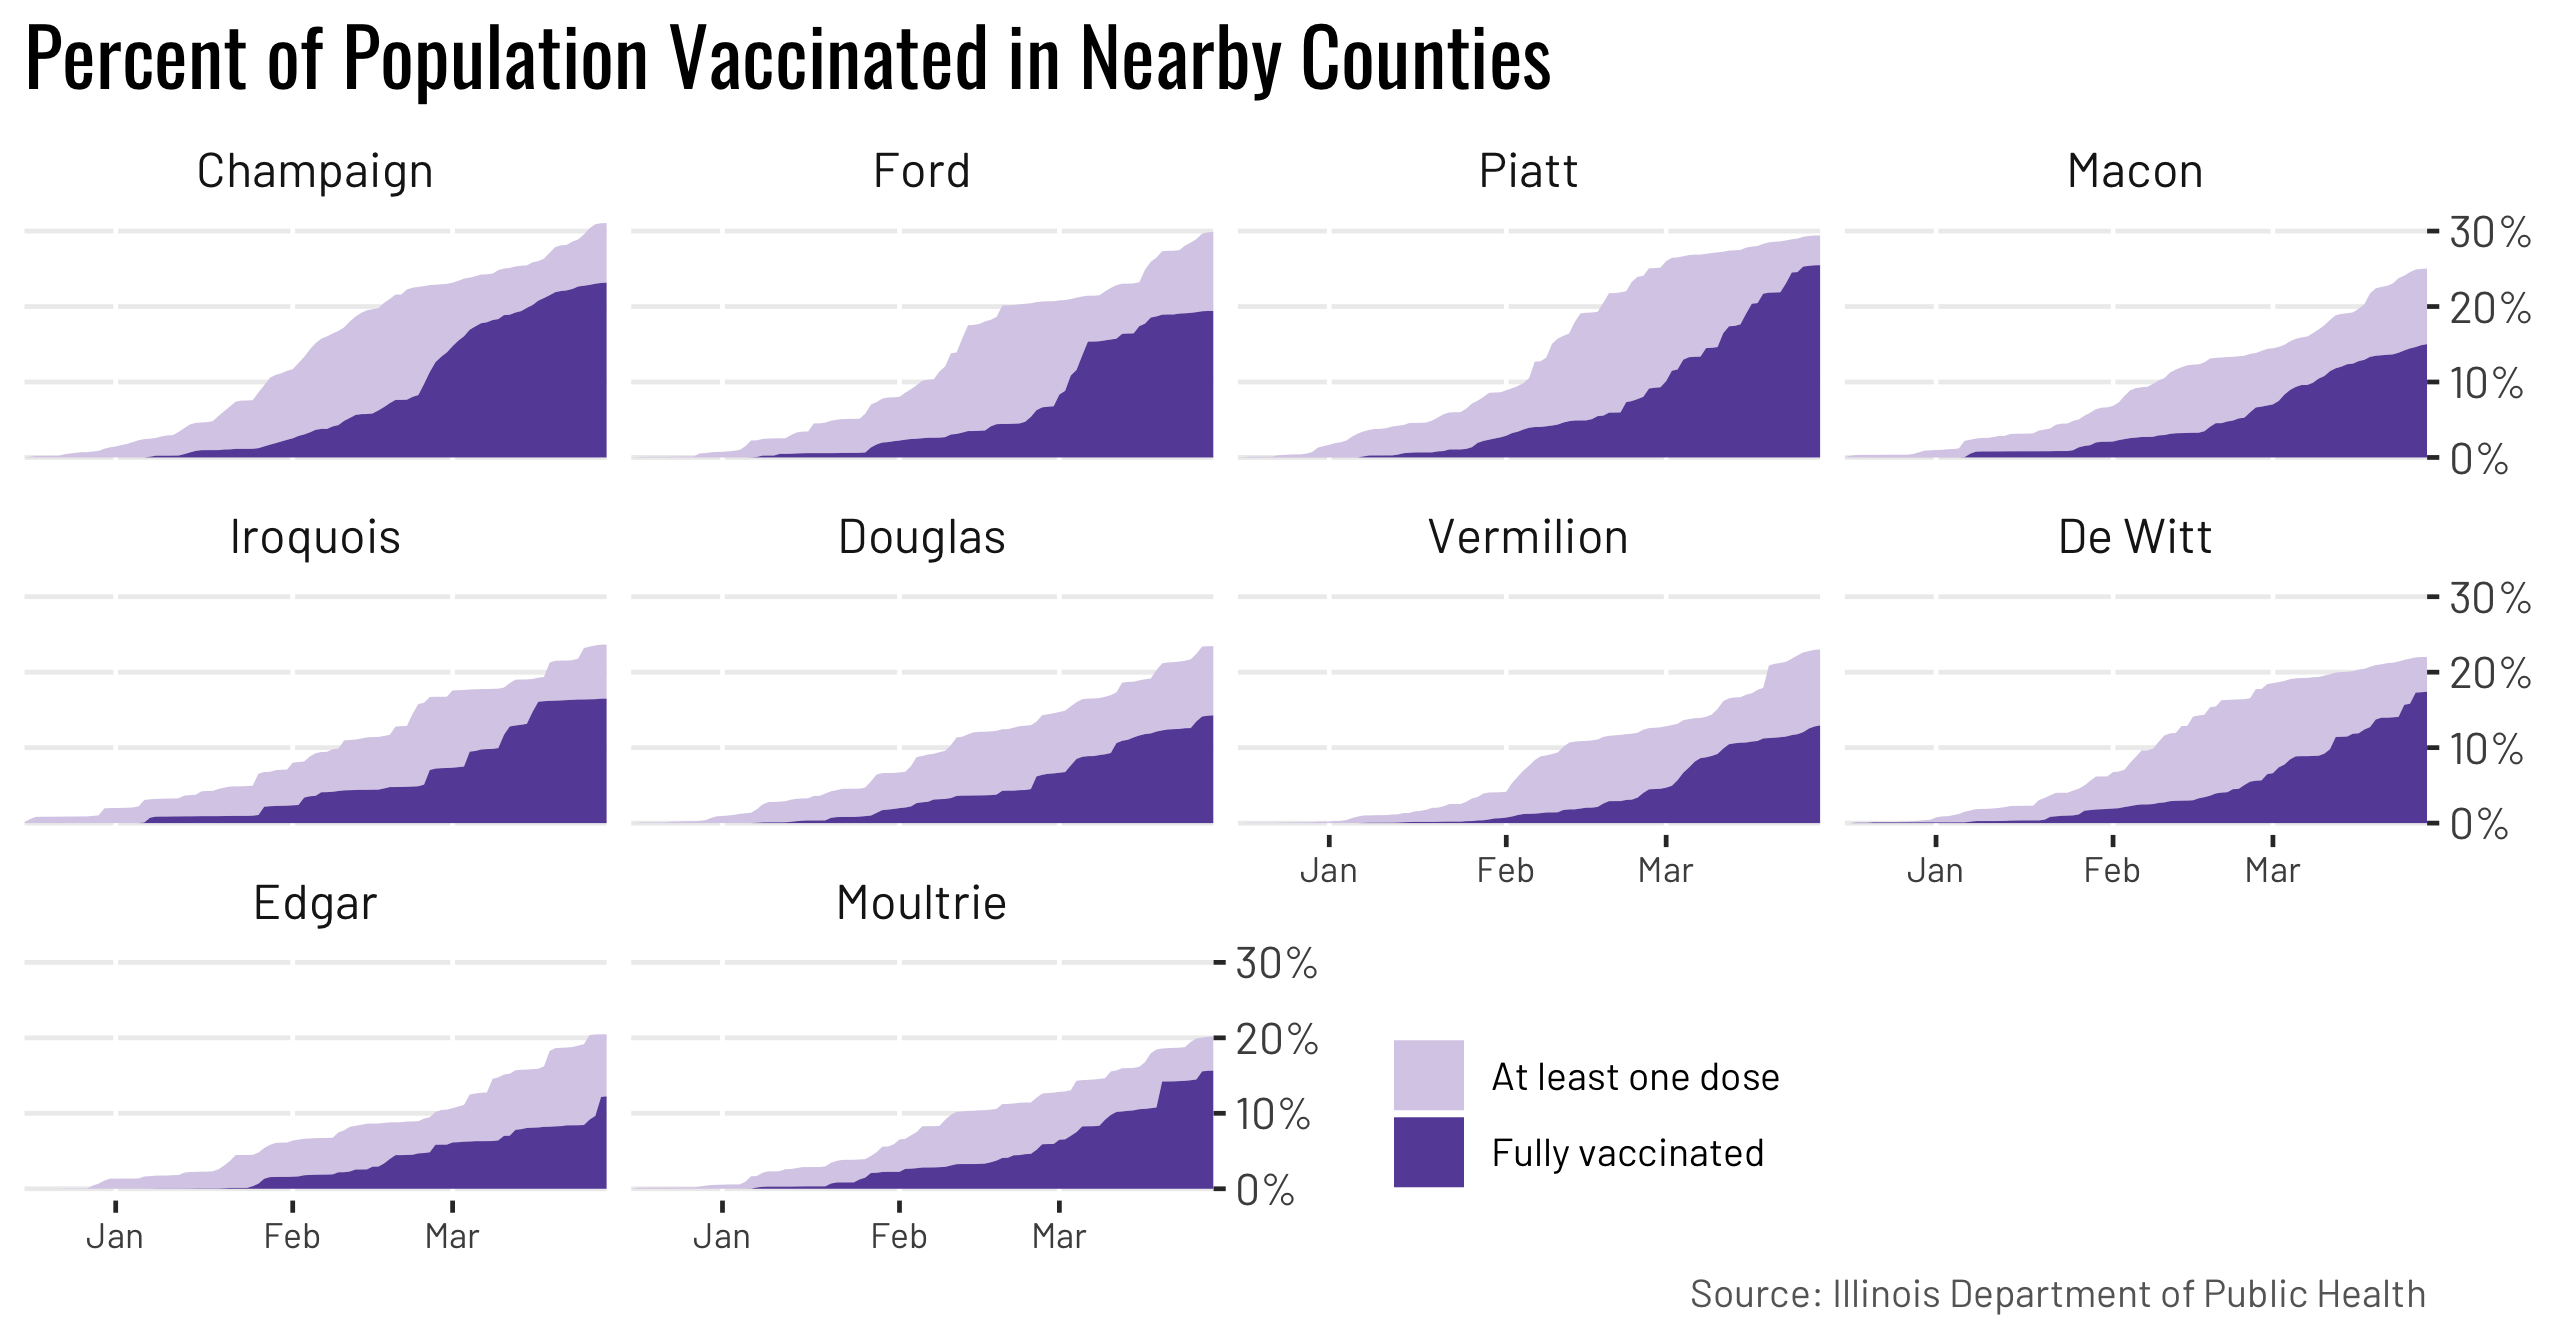 Percent of Population Vaccinated in Nearby Counties
Champaign Ford Piatt Macon
30%
20%
10%
0%
Iroquois Douglas Vermilion De Witt
30%
20%
10%
0%
Jan Feb Mar Jan Feb Mar
Edgar Moultrie
30%
20%
10%
0%
Jan Feb Mar Jan Feb Mar
At least one dose
Fully vaccinated
Source: Illinois Department of Public Health